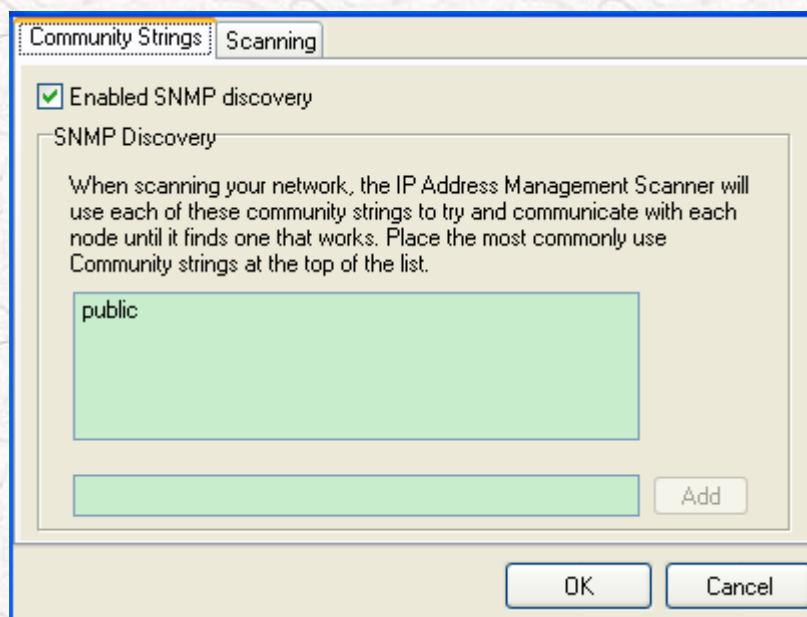 Community Strings Scanning
Enabled SNMP discovery
SNMP Discovery
When scanning your network, the IP Address Management Scanner will
use each of these community strings to try and communicate with each
node until it finds one that works. Place the most commonly use
Community strings at the top of the list.
public
Add
OK Cancel